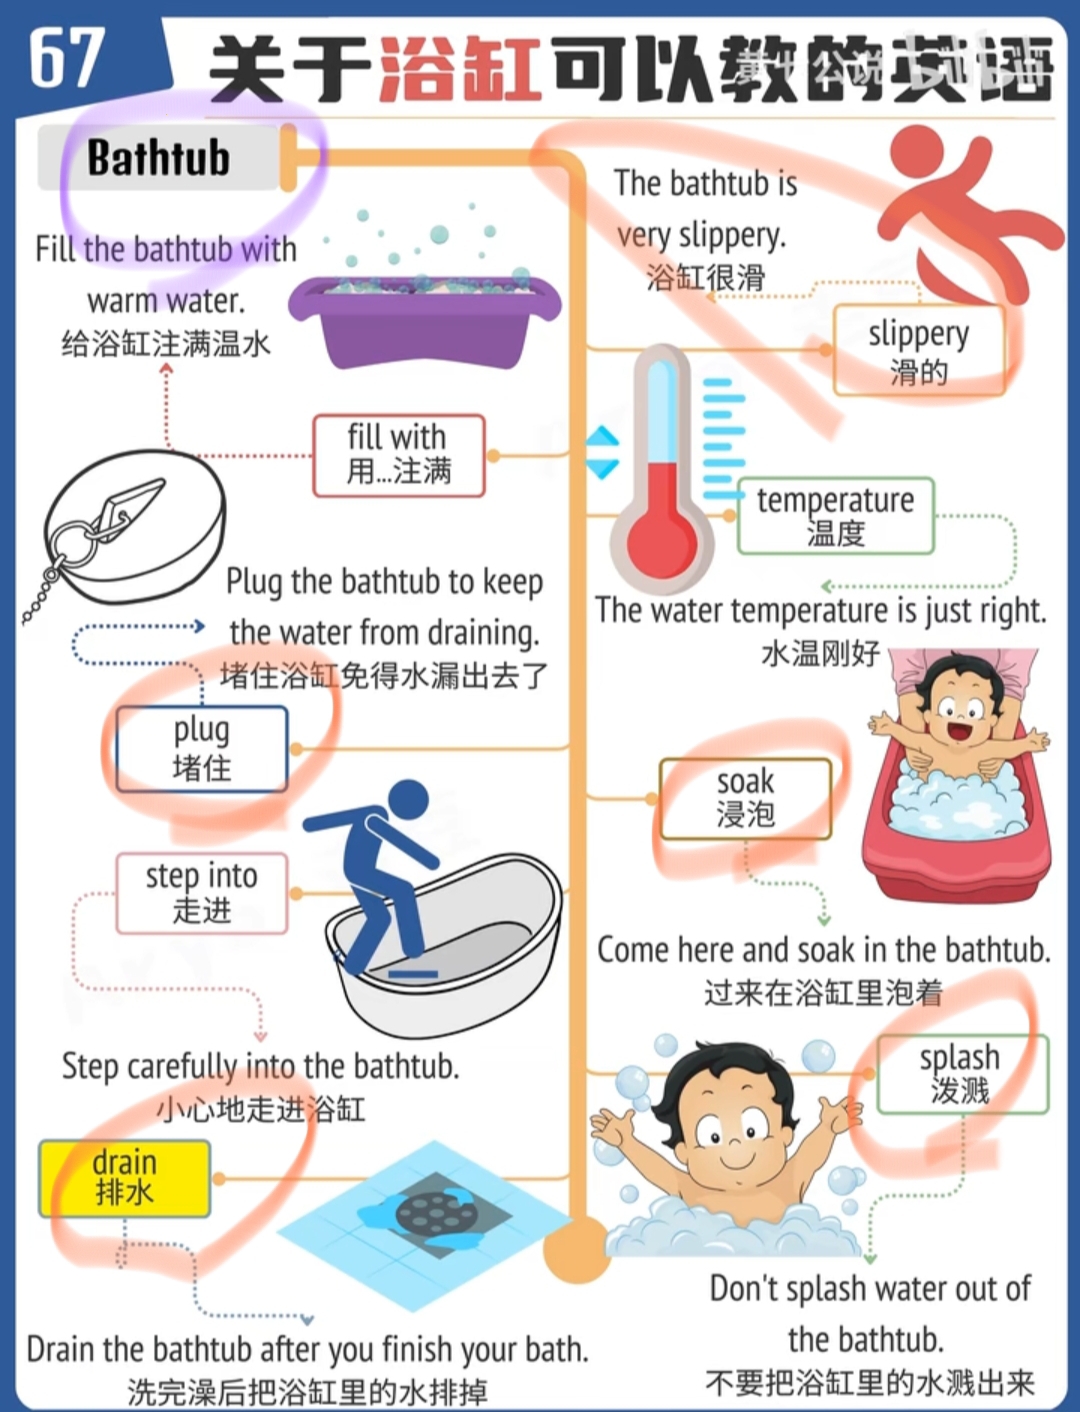 67
关于浴缸可以教的英语
Bathtub
Fill the bathtub with
warm water.
给浴缸注满温水
fill with
用...注满
Plug the bathtub to keep
the water from draining.
堵住浴缸免得水漏出去了
plug
堵住
step into
走进
Step carefully into the bathtub.
小心地走进浴缸
drain
排水
Drain the bathtub after you finish your bath.
洗完澡后把浴缸里的水排掉
The bathtub is
very slippery.
浴缸很滑
slippery
滑的
temperature
温度
The water temperature is just right.
水温刚好
soak
浸泡
Come here and soak in the bathtub.
过来在浴缸里泡着
splash
泼溅
Don't splash water out of
the bathtub.
不要把浴缸里的水溅出来